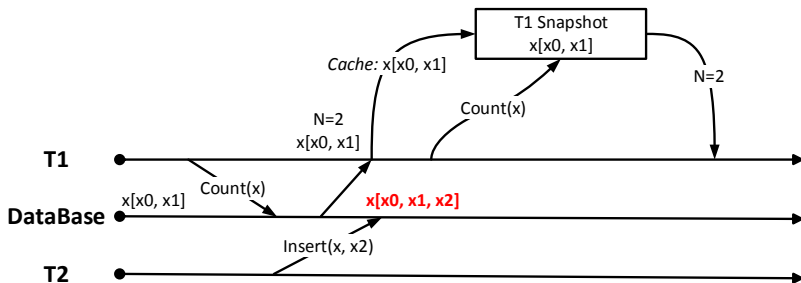 T1 Snapshot
x[x0, x1]
Cache: x[x0, x1]
N=2
Count(x)
N=2
x[x0, x1]
T1
Count(x)
x[x0, x1]
x[x0, x1, x2]
DataBase
Insert(x, x2)
T2